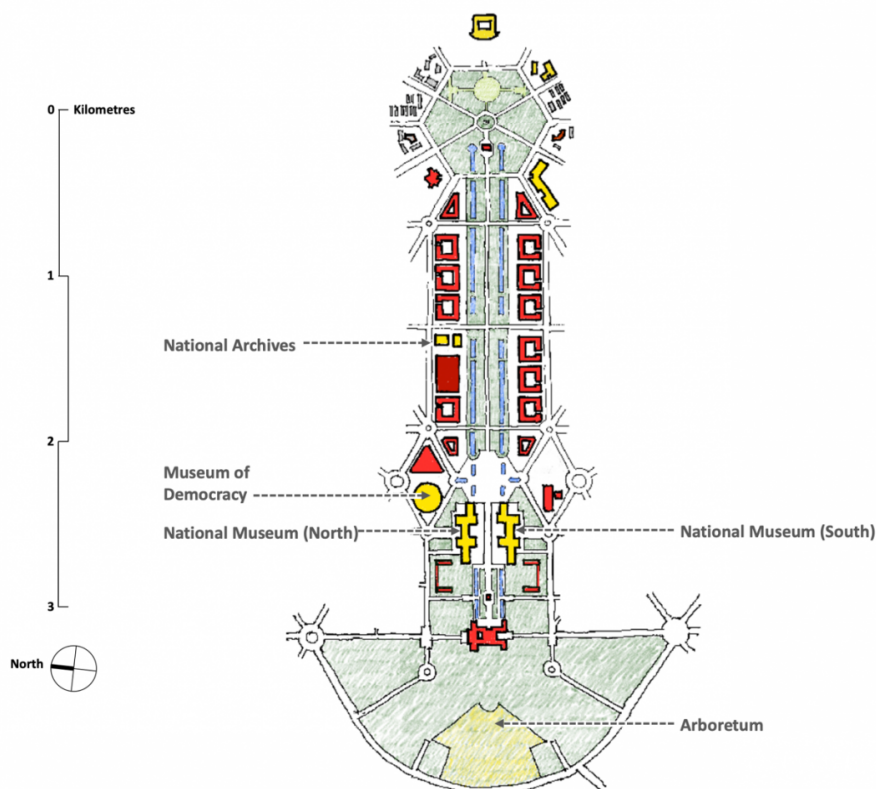 0
Kilometres
1
National Archives
2
Museum of
Democracy
National Museum (North)
National Museum (South)
3
North
Arboretum